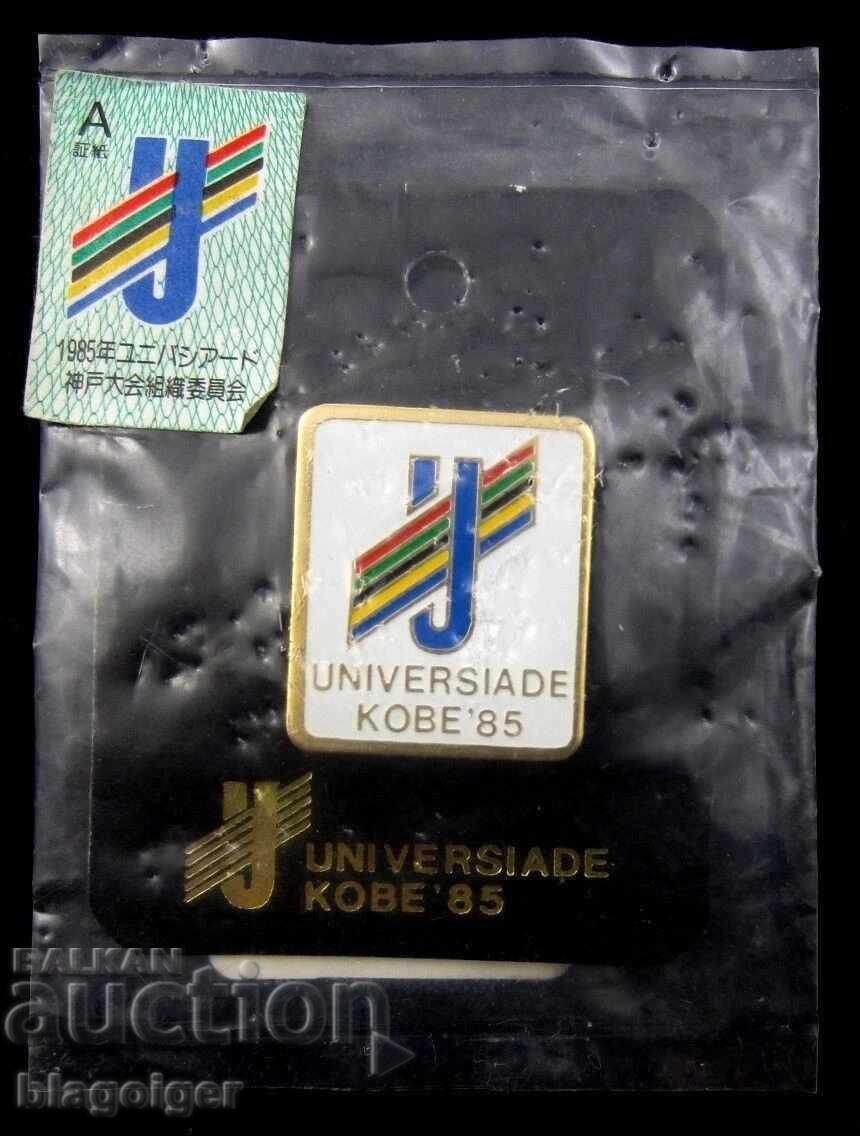 A
証紙
1985年ユニバシアード
神戸大会組織委員会
UNIVERSIADE
KOBE '85
UNIVERSIADE
KOBE '85
BALKAN
auction
blagoiger